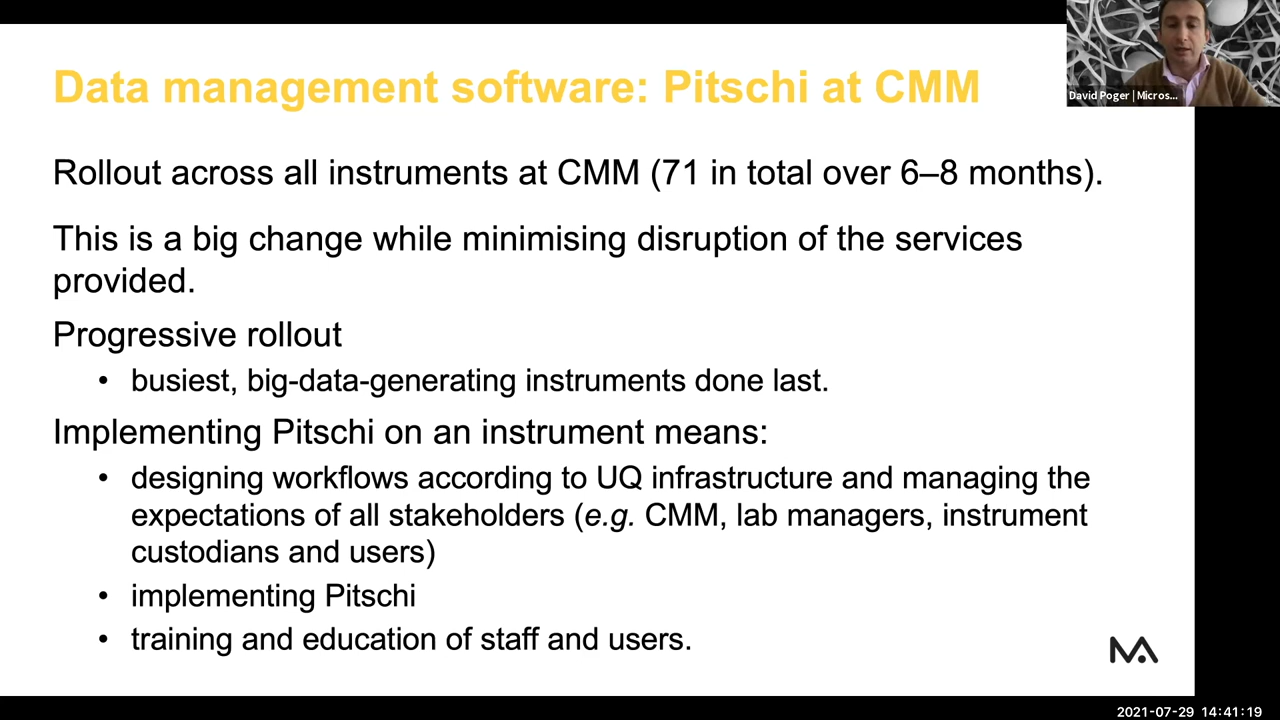 Data management software: Pitschi at CMM
David Poger | Micros...
Rollout across all instruments at CMM (71 in total over 6–8 months).
This is a big change while minimising disruption of the services
provided.
Progressive rollout
• busiest, big-data-generating instruments done last.
Implementing Pitschi on an instrument means:
• designing workflows according to UQ infrastructure and managing the
expectations of all stakeholders (e.g. CMM, lab managers, instrument
custodians and users)
• implementing Pitschi
• training and education of staff and users.
2021-07-29 14:41:19